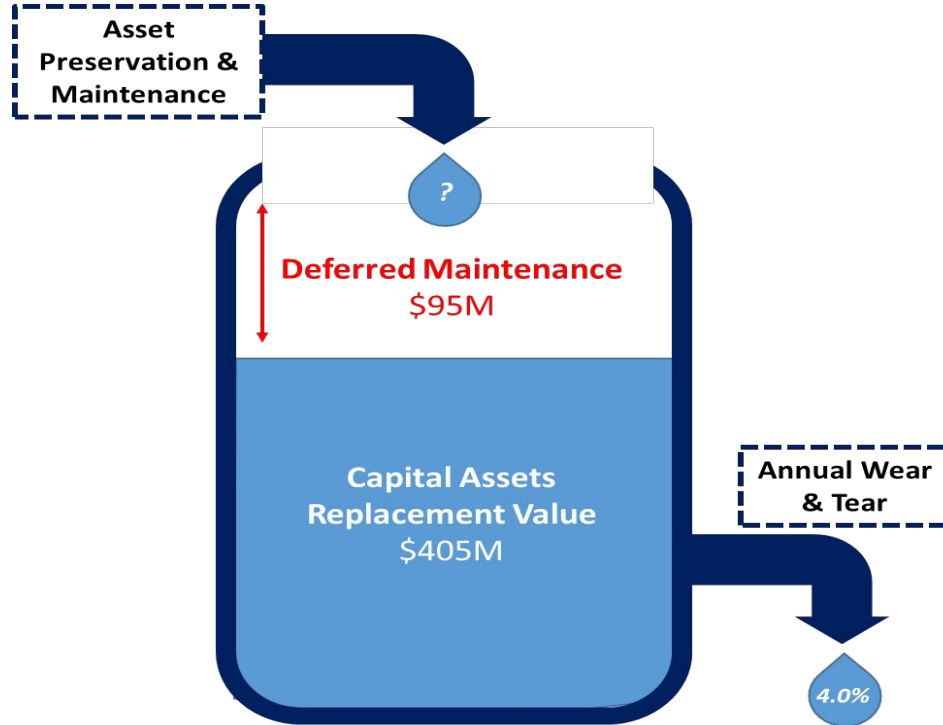 Asset
Preservation &
Maintenance
?
Deferred Maintenance
$95M
Capital Assets
Replacement Value
$405M
Annual Wear
& Tear
4.0%